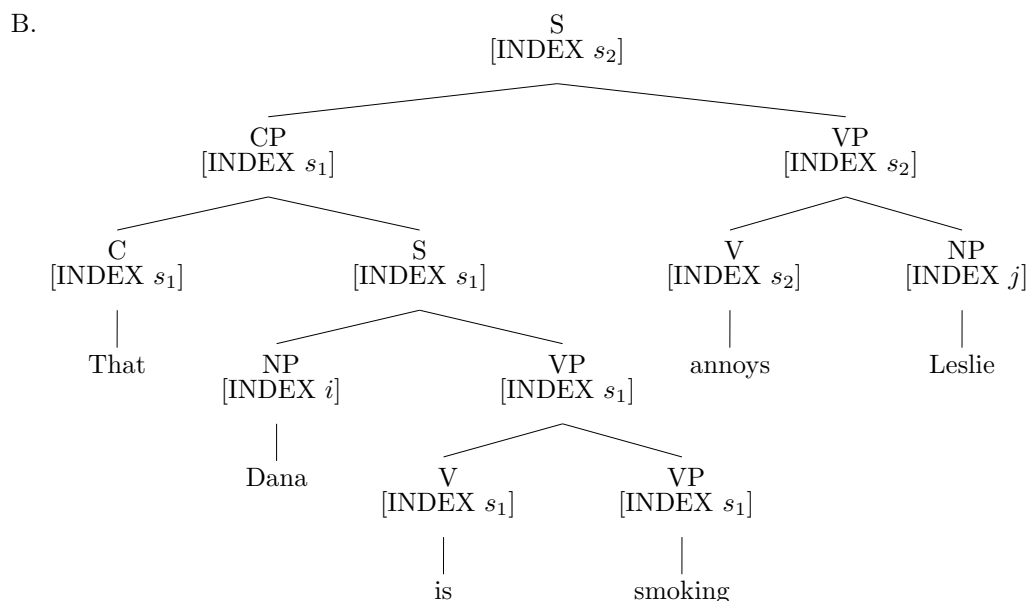 B.
S
[INDEX s₂]
CP VP
[INDEX s₁] [INDEX s₂]
C S V NP
[INDEX s₁] [INDEX s₁] [INDEX s₂] [INDEX j]
That NP VP annoys Leslie
[INDEX i] [INDEX s₁]
Dana V VP
[INDEX s₁] [INDEX s₁]
is smoking